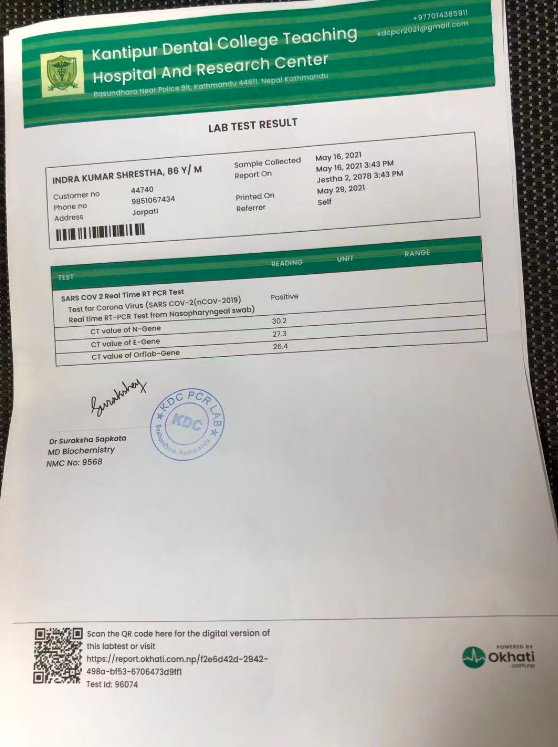 Kantipur Dental College Teaching
Hospital And Research Center
Basundhara Near Police Bit, Kathmandu 44611, Nepal Kathmandu
+977014385911
kdcpcr2021@gmail.com
LAB TEST RESULT
INDRA KUMAR SHRESTHA, 86 Y/ M
Customer no 44740
Phone no 9851067434
Address Jorpati
Sample Collected May 16, 2021
Report On May 16, 2021 3:43 PM
Jestha 2, 2078 3:43 PM
Printed On May 29, 2021
Referrer Self
TEST READING UNIT RANGE
SARS COV 2 Real Time RT PCR Test
Test for Corona Virus (SARS COV-2(nCOV-2019) Positive
Real time RT-PCR Test from Nasopharyngeal swab)
CT value of N-Gene 30.2
CT value of E-Gene 27.3
CT value of Orflab-Gene 26.4
KDC PCR LAB
KDC
Dr Suraksha Sapkota
MD Biochemistry
NMC No: 9568
Scan the QR code here for the digital version of
this labtest or visit
https://report.okhati.com.np/f2e6d42d-2942-
498a-bf53-6706473d9ff1
Test Id: 96074
POWERED BY
Okhati
.com.np